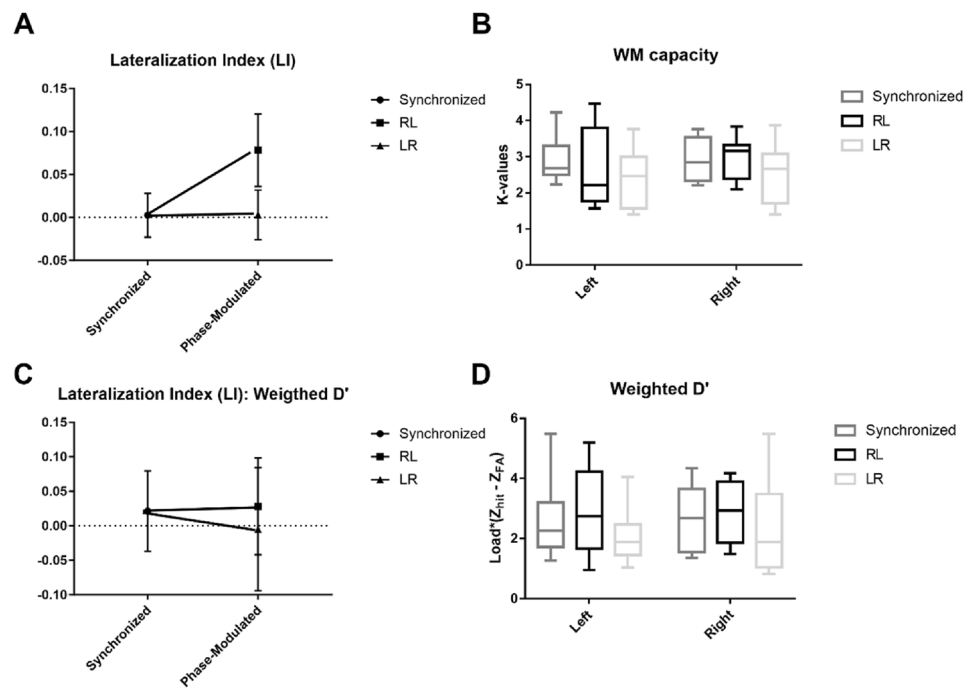 A
Lateralization Index (LI)
0.15
0.10
0.05
0.00
-0.05
Synchronized
Phase-Modulated
Synchronized
RL
LR
B
WM capacity
K-values
5
4
3
2
1
0
Left
Right
Synchronized
RL
LR
C
Lateralization Index (LI): Weigthed D'
0.15
0.10
0.05
0.00
-0.05
-0.10
Synchronized
Phase-Modulated
Synchronized
RL
LR
D
Weighted D'
Load*(Zhit - ZFA)
6
4
2
0
Left
Right
Synchronized
RL
LR